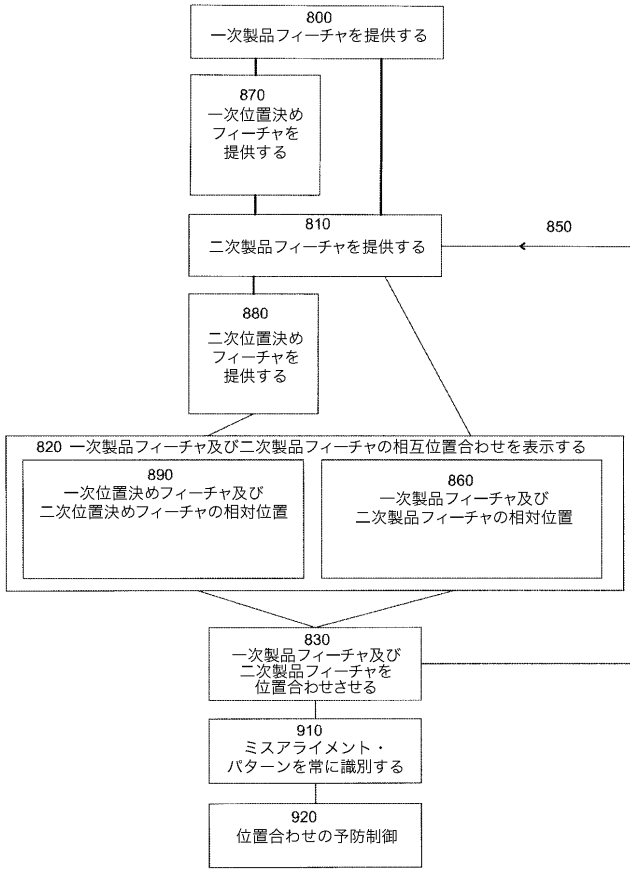 800
一次製品フィーチャを提供する
870
一次位置決め
フィーチャを
提供する
810
二次製品フィーチャを提供する
850
880
二次位置決め
フィーチャを
提供する
820 一次製品フィーチャ及び二次製品フィーチャの相互位置合わせを表示する
890
一次位置決めフィーチャ及び
二次位置決めフィーチャの相対位置
860
一次製品フィーチャ及び
二次製品フィーチャの相対位置
830
一次製品フィーチャ及び
二次製品フィーチャを
位置合わせさせる
910
ミスアライメント・
パターンを常に識別する
920
位置合わせの予防制御